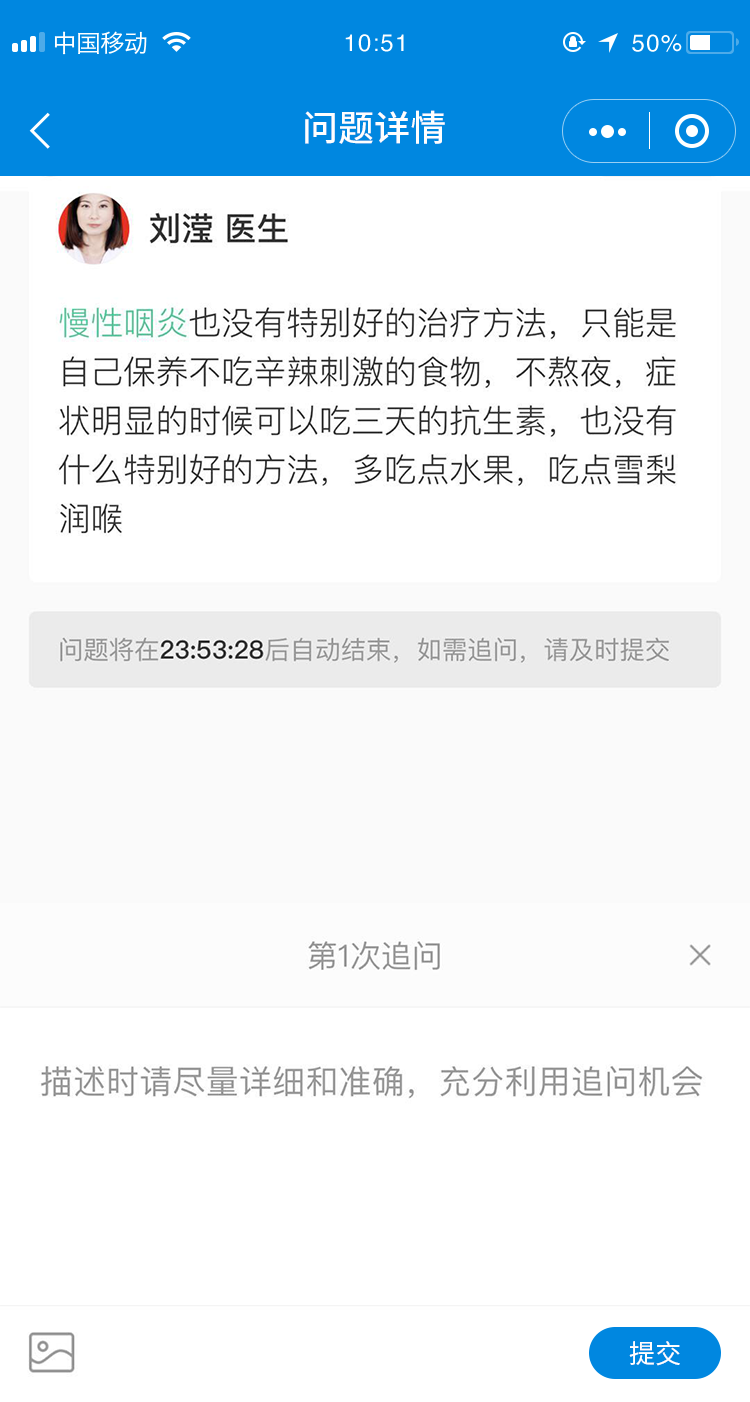 中国移动
10:51
50%
问题详情
刘滢 医生
慢性咽炎也没有特别好的治疗方法，只能是
自己保养不吃辛辣刺激的食物，不熬夜，症
状明显的时候可以吃三天的抗生素，也没有
什么特别好的方法，多吃点水果，吃点雪梨
润喉
问题将在23:53:28后自动结束，如需追问，请及时提交
第1次追问
描述时请尽量详细和准确，充分利用追问机会
提交